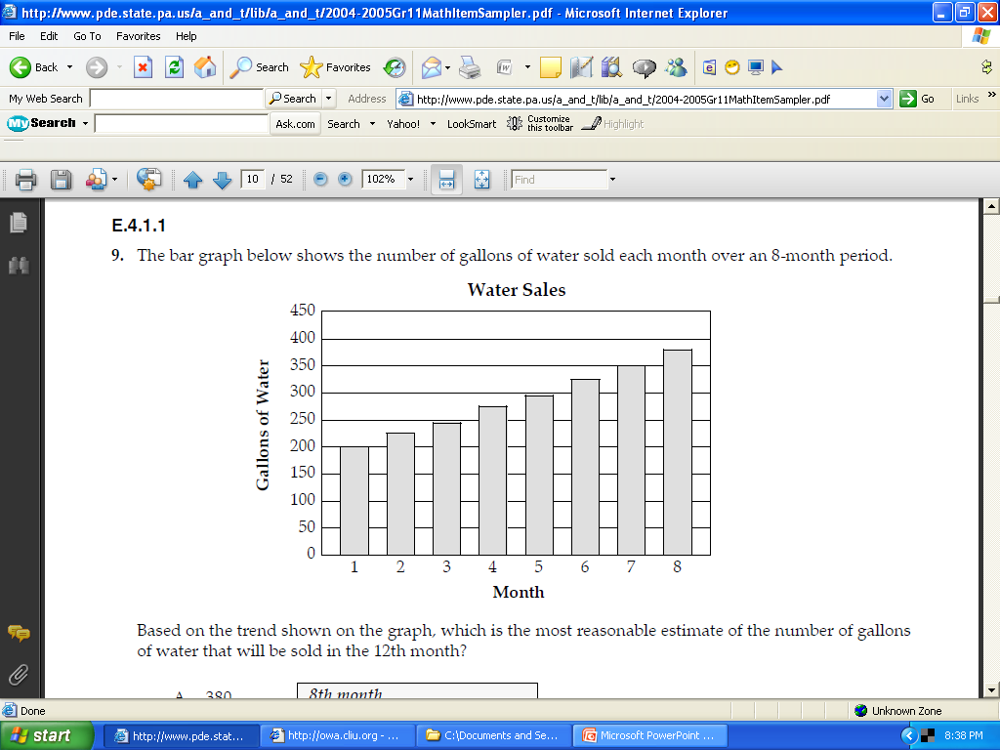 http://www.pde.state.pa.us/a_and_t/lib/a_and_t/2004-2005Gr11MathItemSampler.pdf - Microsoft Internet Explorer
File Edit Go To Favorites Help
Back Search Favorites
My Web Search Search Address http://www.pde.state.pa.us/a_and_t/lib/a_and_t/2004-2005Gr11MathItemSampler.pdf Go Links »
My Search Ask.com Search Yahoo! LookSmart Customize this toolbar Highlight
10 / 52 102% Find
E.4.1.1
9. The bar graph below shows the number of gallons of water sold each month over an 8-month period.
Water Sales
450
400
350
300
250
200
150
100
50
0
Gallons of Water
1 2 3 4 5 6 7 8
Month
Based on the trend shown on the graph, which is the most reasonable estimate of the number of gallons
of water that will be sold in the 12th month?
A 380
8th month
Done Unknown Zone
start http://www.pde.stat... http://owa.cliu.org - ... C:\Documents and Se... Microsoft PowerPoint ... 8:38 PM